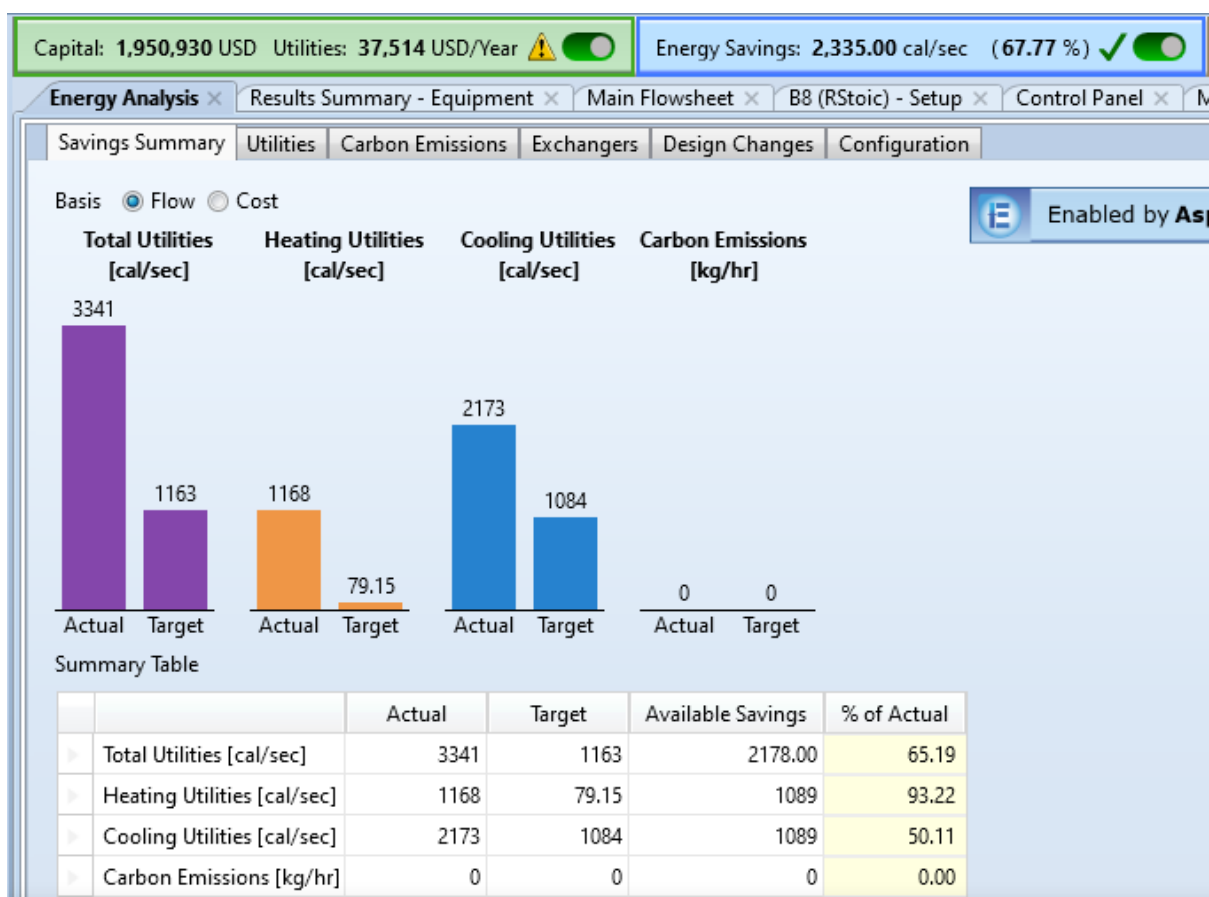 Capital: 1,950,930 USD Utilities: 37,514 USD/Year Energy Savings: 2,335.00 cal/sec (67.77 %)
Energy Analysis Results Summary - Equipment Main Flowsheet B8 (RStoic) - Setup Control Panel
Savings Summary Utilities Carbon Emissions Exchangers Design Changes Configuration
Basis Flow Cost
Enabled by
Total Utilities Heating Utilities Cooling Utilities Carbon Emissions
[cal/sec] [cal/sec] [cal/sec] [kg/hr]
3341
2173
1163 1168 1084
79.15 0 0
Actual Target Actual Target Actual Target Actual Target
Summary Table
Actual Target Available Savings % of Actual
Total Utilities [cal/sec] 3341 1163 2178.00 65.19
Heating Utilities [cal/sec] 1168 79.15 1089 93.22
Cooling Utilities [cal/sec] 2173 1084 1089 50.11
Carbon Emissions [kg/hr] 0 0 0 0.00